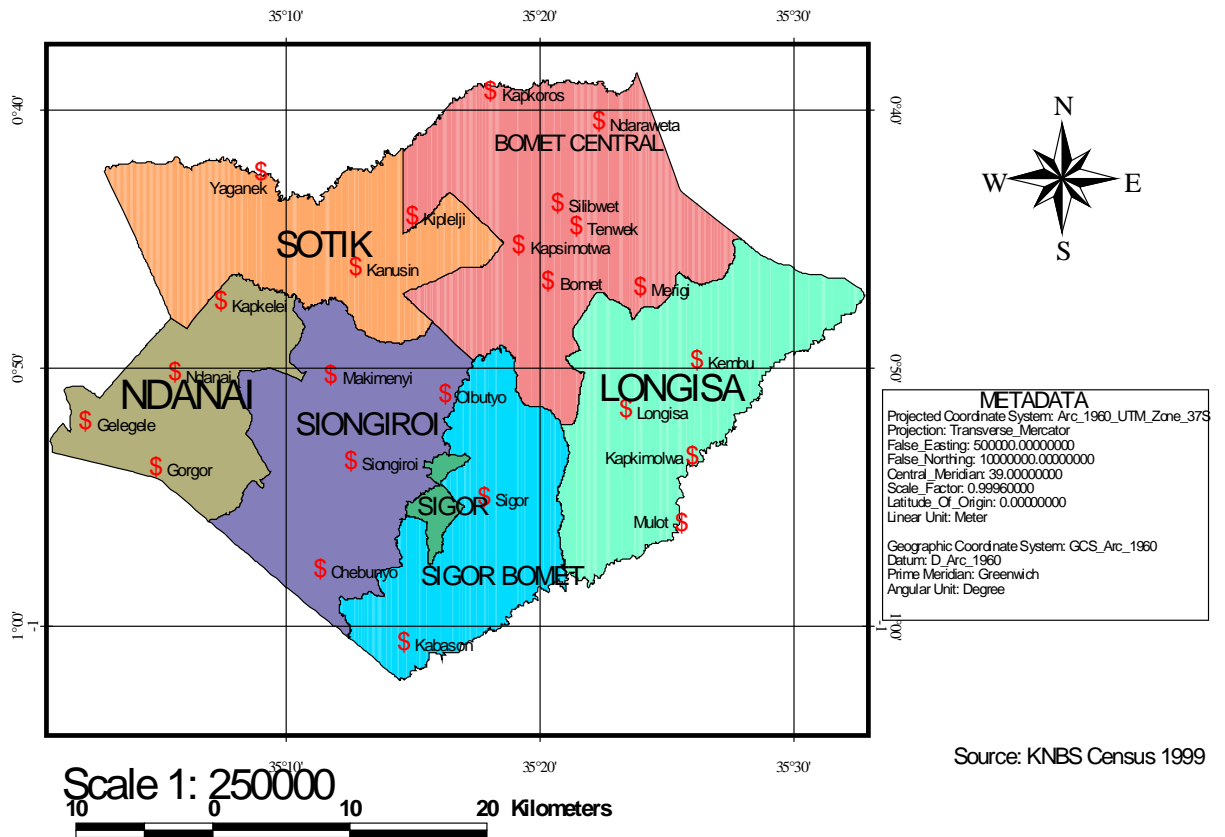 35°10'
35°20'
35°30'
0°40'
0°40'
N
W
E
S
$ Kapkoros
$ Ndaraweta
BOMET CENTRAL
$
Yaganek
$ Silibwet
$ Kiplelji
$ Tenwek
SOTIK
$ Kapsimotwa
$ Kanusin
$ Bomet
$ Merigi
$ Kapkelei
0°50'
0°50'
$ Kembu
$ Ndanai
$ Makimenyi
NDANAI
LONGISA
$ Olbutyo
$ Longisa
$ Gelegele
SIONGIROI
$ Siongiroi
Kapkimolwa $
$ Gorgor
$ Sigor
SIGOR
Mulot $
$ Chebunyo
SIGOR BOMET
-1°00'
-1°00'
$ Kabason
METADATA
Projected Coordinate System: Arc_1960_UTM_Zone_37S
Projection: Transverse_Mercator
False_Easting: 500000.00000000
False_Northing: 10000000.00000000
Central_Meridian: 39.00000000
Scale_Factor: 0.99960000
Latitude_Of_Origin: 0.00000000
Linear Unit: Meter
Geographic Coordinate System: GCS_Arc_1960
Datum: D_Arc_1960
Prime Meridian: Greenwich
Angular Unit: Degree
35°10'
35°20'
35°30'
Source: KNBS Census 1999
Scale 1: 250000
10 0 10 20 Kilometers